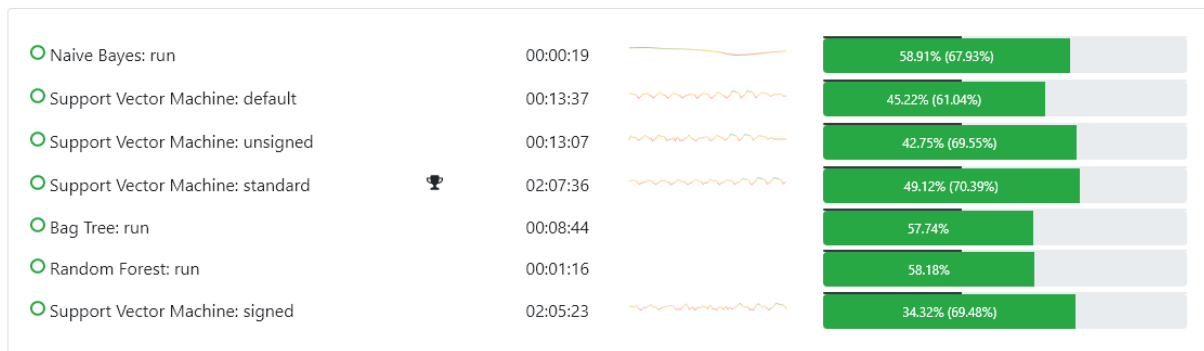 Naive Bayes: run 00:00:19 58.91% (67.93%)
Support Vector Machine: default 00:13:37 45.22% (61.04%)
Support Vector Machine: unsigned 00:13:07 42.75% (69.55%)
Support Vector Machine: standard 02:07:36 49.12% (70.39%)
Bag Tree: run 00:08:44 57.74%
Random Forest: run 00:01:16 58.18%
Support Vector Machine: signed 02:05:23 34.32% (69.48%)